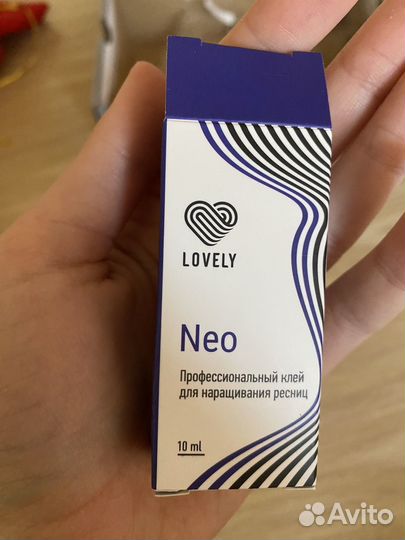 LOVELY
Neo
Профессиональный клей
для наращивания ресниц
10 ml
Avito